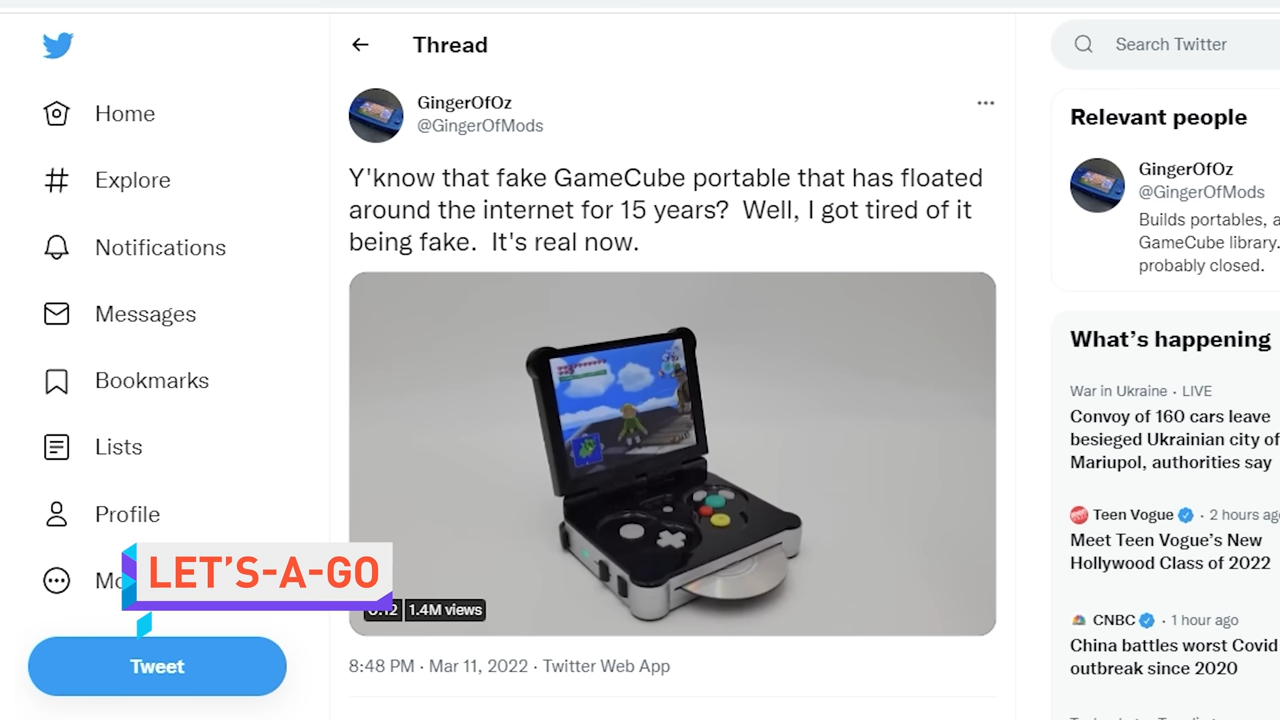 Home
Explore
Notifications
Messages
Bookmarks
Lists
Profile
Mo
LET'S-A-GO
Tweet
Thread
GingerOfOz
@GingerOfMods
Y'know that fake GameCube portable that has floated
around the internet for 15 years?  Well, I got tired of it
being fake.  It's real now.
0:12 1.4M views
8:48 PM · Mar 11, 2022 · Twitter Web App
Search Twitter
Relevant people
GingerOfOz
@GingerOfMods
Builds portables, a
GameCube library.
probably closed.
What's happening
War in Ukraine · LIVE
Convoy of 160 cars leave
besieged Ukrainian city of
Mariupol, authorities say
Teen Vogue · 2 hours ag
Meet Teen Vogue's New
Hollywood Class of 2022
CNBC · 1 hour ago
China battles worst Covid
outbreak since 2020